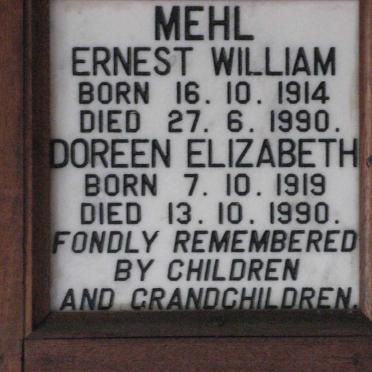 MEHL
ERNEST WILLIAM
BORN 16. 10. 1914
DIED 27. 6. 1990.
DOREEN ELIZABETH
BORN 7. 10. 1919
DIED 13. 10. 1990.
FONDLY REMEMBERED
BY CHILDREN
AND GRANDCHILDREN.